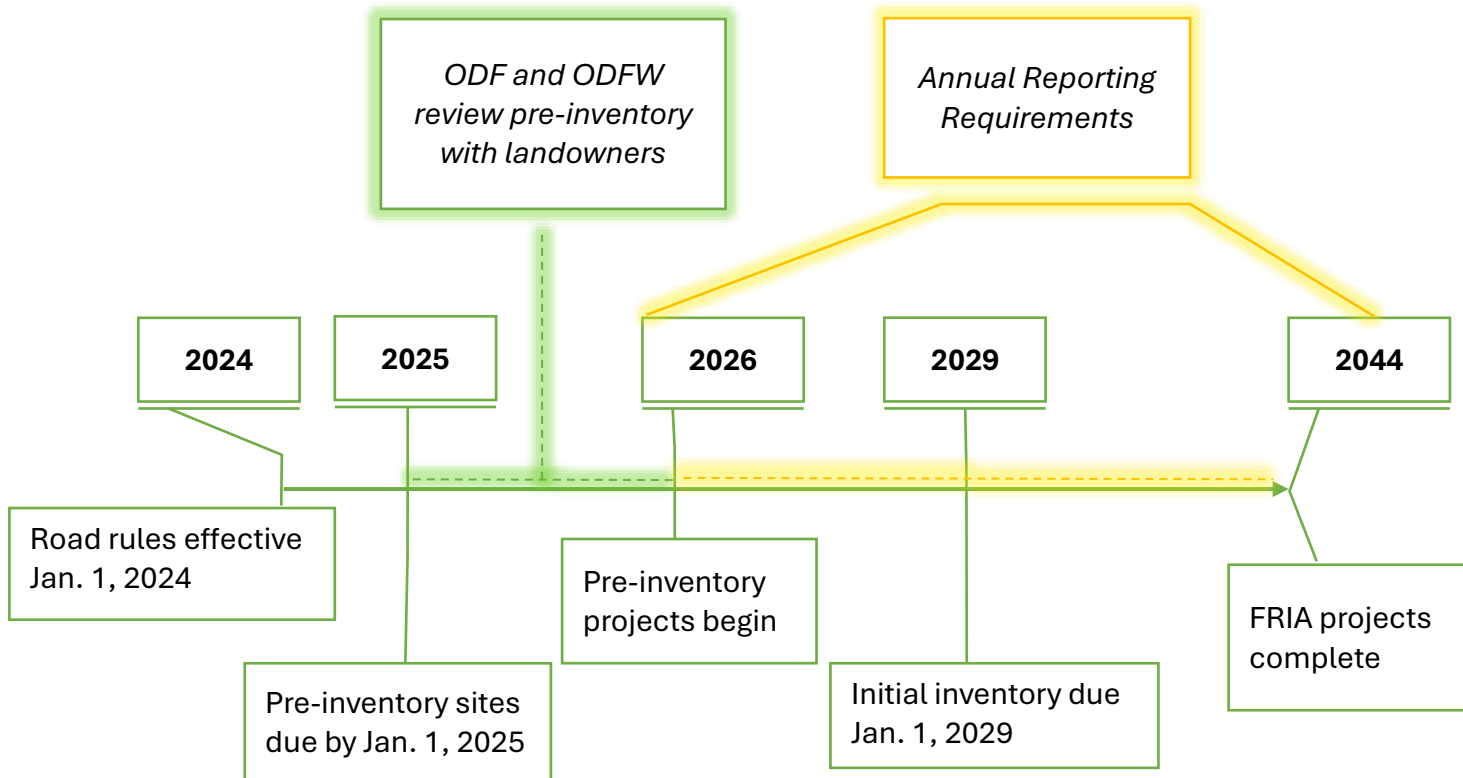 ODF and ODFW
review pre-inventory
with landowners
Annual Reporting
Requirements
2024
2025
2026
2029
2044
Road rules effective
Jan. 1, 2024
Pre-inventory sites
due by Jan. 1, 2025
Pre-inventory
projects begin
Initial inventory due
Jan. 1, 2029
FRIA projects
complete